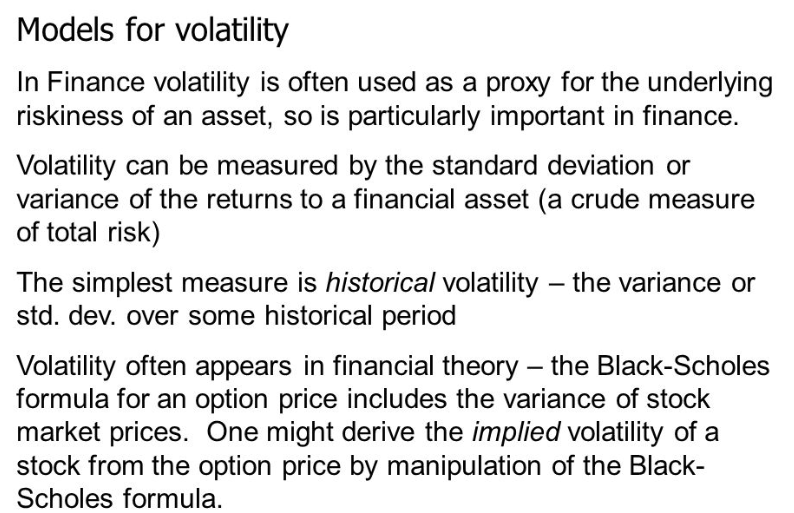 Models for volatility
In Finance volatility is often used as a proxy for the underlying
riskiness of an asset, so is particularly important in finance.
Volatility can be measured by the standard deviation or
variance of the returns to a financial asset (a crude measure
of total risk)
The simplest measure is historical volatility – the variance or
std. dev. over some historical period
Volatility often appears in financial theory – the Black-Scholes
formula for an option price includes the variance of stock
market prices.  One might derive the implied volatility of a
stock from the option price by manipulation of the Black-
Scholes formula.